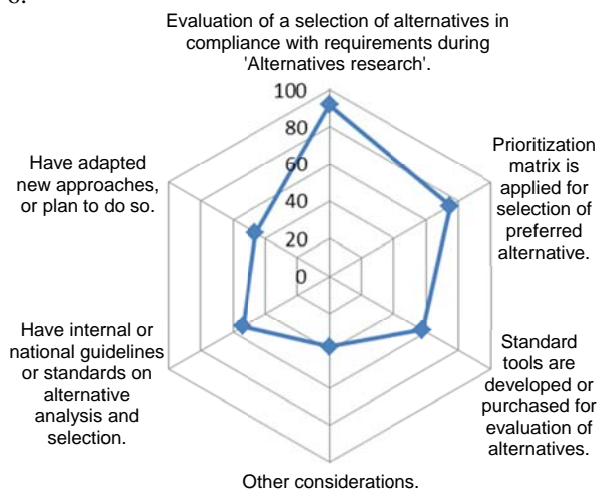 Evaluation of a selection of alternatives in
compliance with requirements during
'Alternatives research'.
100
80
60
40
20
0
Prioritization
matrix is
applied for
selection of
preferred
alternative.
Standard
tools are
developed or
purchased for
evaluation of
alternatives.
Other considerations.
Have internal or
national guidelines
or standards on
alternative
analysis and
selection.
Have adapted
new approaches,
or plan to do so.